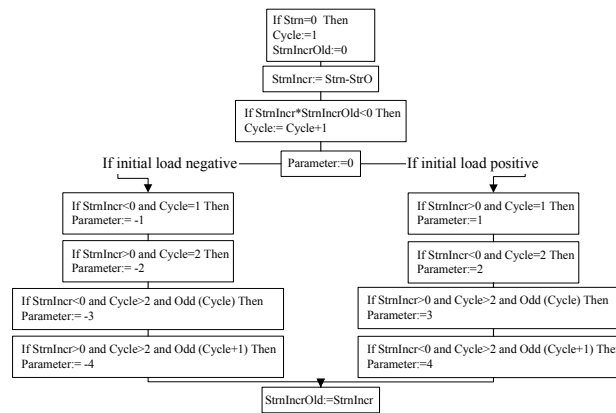 If Strn=0 Then
Cycle:=1
StrnIncrOld:=0
StrnIncr:= Strn-StrO
If StrnIncr*StrnIncrOld<0 Then
Cycle:= Cycle+1
Parameter:=0
If initial load negative
If StrnIncr<0 and Cycle=1 Then
Parameter:= -1
If StrnIncr>0 and Cycle=2 Then
Parameter:= -2
If StrnIncr<0 and Cycle>2 and Odd (Cycle) Then
Parameter:= -3
If StrnIncr>0 and Cycle>2 and Odd (Cycle+1) Then
Parameter:= -4
If initial load positive
If StrnIncr>0 and Cycle=1 Then
Parameter:=1
If StrnIncr<0 and Cycle=2 Then
Parameter:=2
If StrnIncr>0 and Cycle>2 and Odd (Cycle) Then
Parameter:=3
If StrnIncr<0 and Cycle>2 and Odd (Cycle+1) Then
Parameter:=4
StrnIncrOld:=StrnIncr